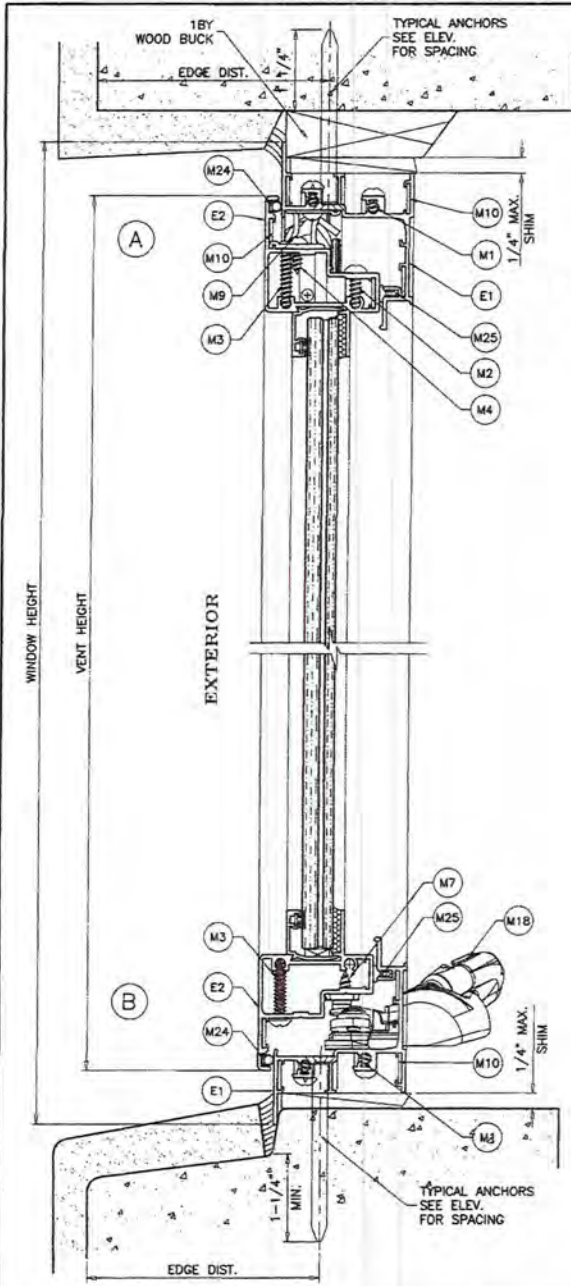 1BY
WOOD BUCK
TYPICAL ANCHORS
SEE ELEV.
FOR SPACING
EDGE DIST.
1-1/4"
M24
E2
A
M10
M9
M3
M10
M1
E1
M25
M2
M4
1/4" MAX.
SHIM
WINDOW HEIGHT
VENT HEIGHT
EXTERIOR
M7
M25
M18
M3
B
E2
M24
E1
M10
1/4" MAX.
SHIM
1-1/4"
MIN.
TYPICAL ANCHORS
SEE ELEV.
FOR SPACING
EDGE DIST.